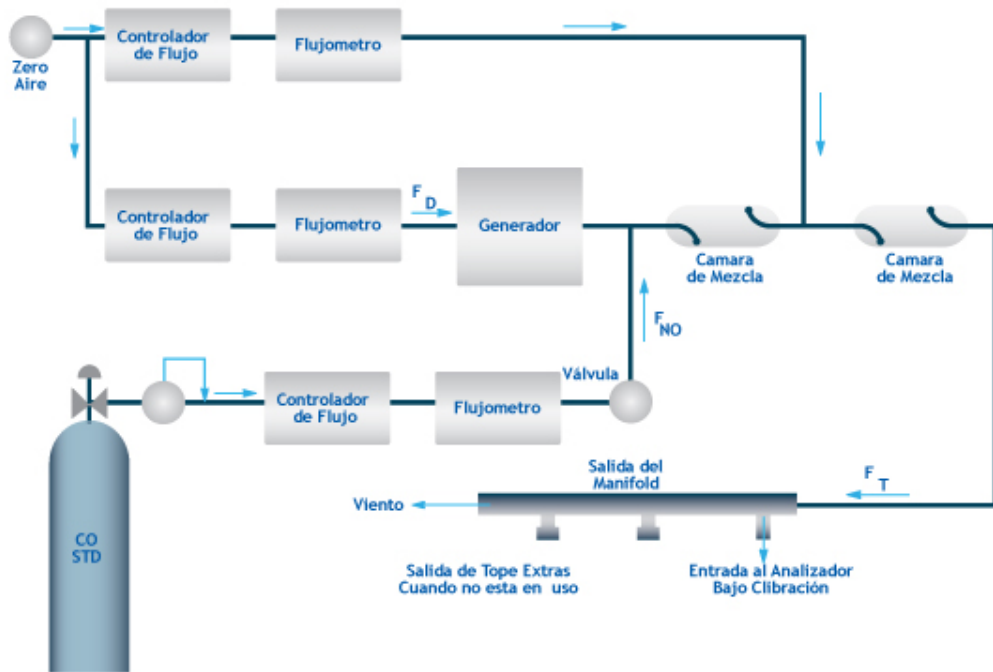 Zero
Aire
Controlador
de Flujo
Flujometro
Controlador
de Flujo
Flujometro
F
D
Generador
Camara
de Mezcla
Camara
de Mezcla
F
NO
Válvula
Controlador
de Flujo
Flujometro
CO
STD
Salida del
Manifold
F
T
Viento
Salida de Tope Extras
Cuando no esta en uso
Entrada al Analizador
Bajo Clibración